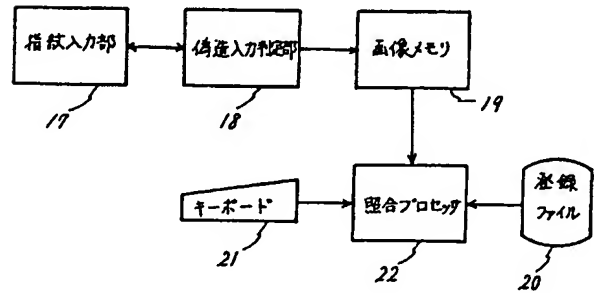 指紋入力部
偽造入力判定部
画像メモリ
17
18
19
キーボード
照合プロセッサ
登録
ファイル
21
22
20